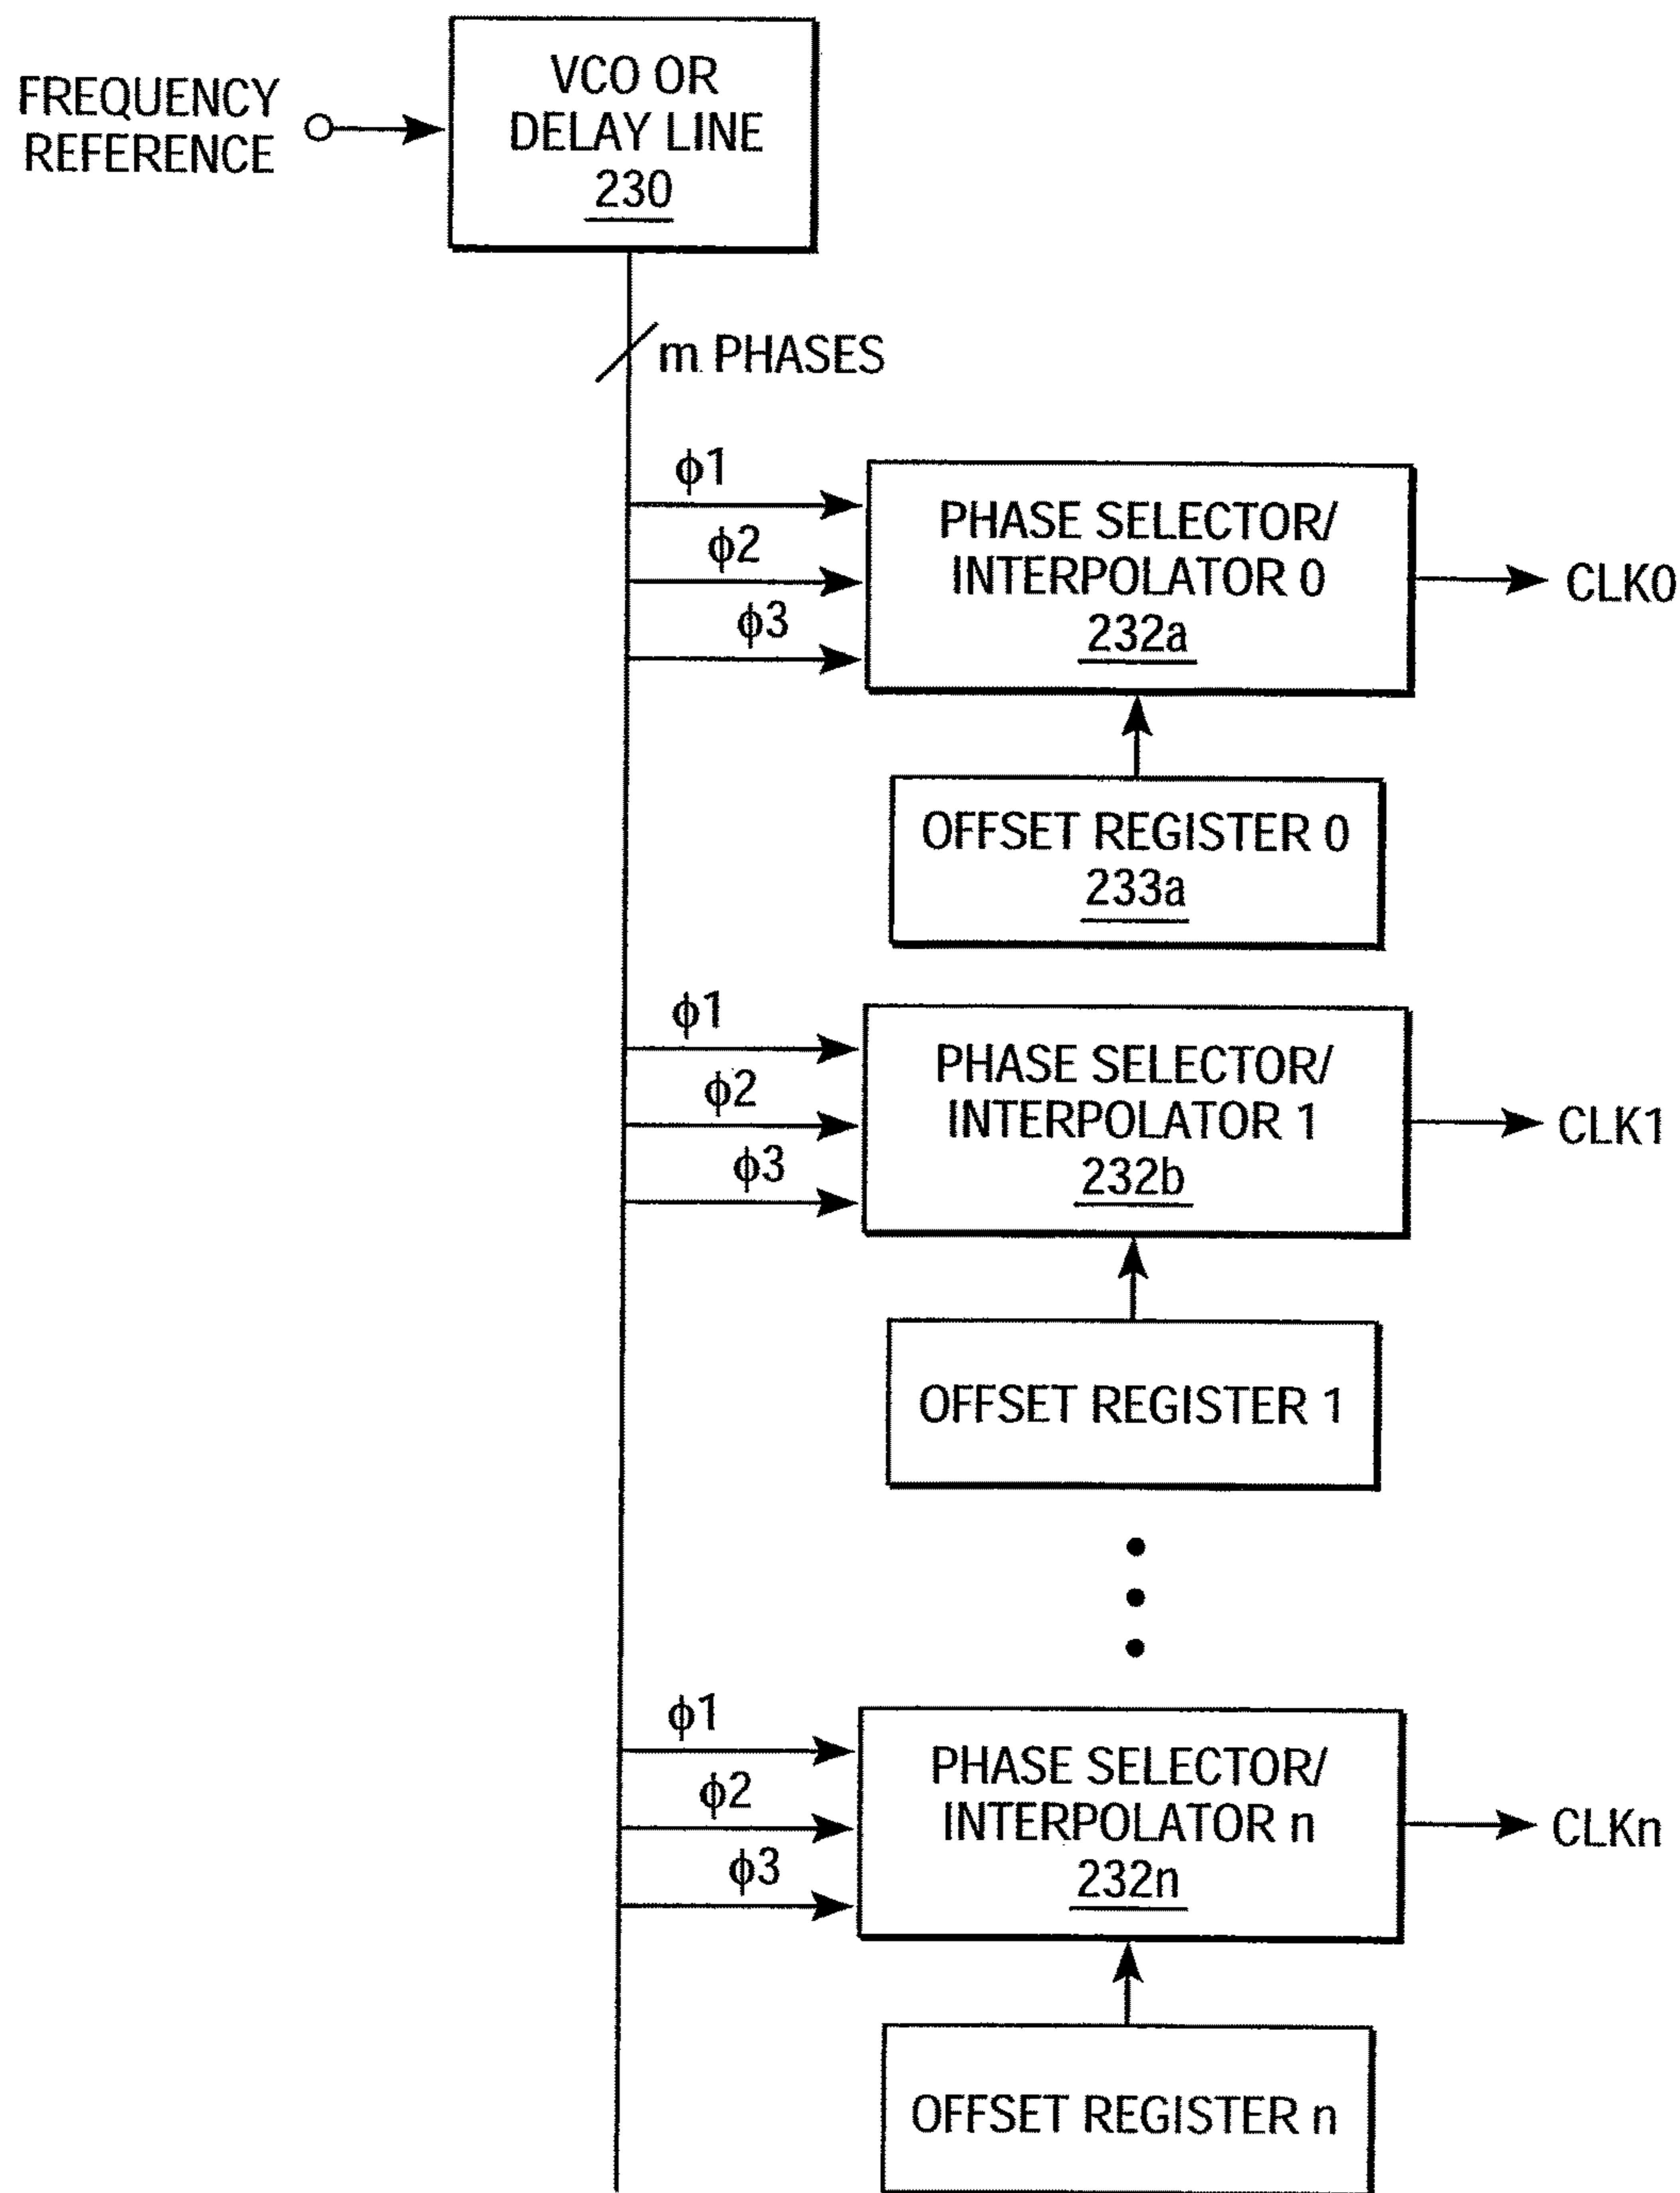 FREQUENCY
REFERENCE
VCO OR
DELAY LINE
230
m PHASES
ϕ1
ϕ2
ϕ3
PHASE SELECTOR/
INTERPOLATOR 0
232a
CLK0
OFFSET REGISTER 0
233a
ϕ1
ϕ2
ϕ3
PHASE SELECTOR/
INTERPOLATOR 1
232b
CLK1
OFFSET REGISTER 1
ϕ1
ϕ2
ϕ3
PHASE SELECTOR/
INTERPOLATOR n
232n
CLKn
OFFSET REGISTER n